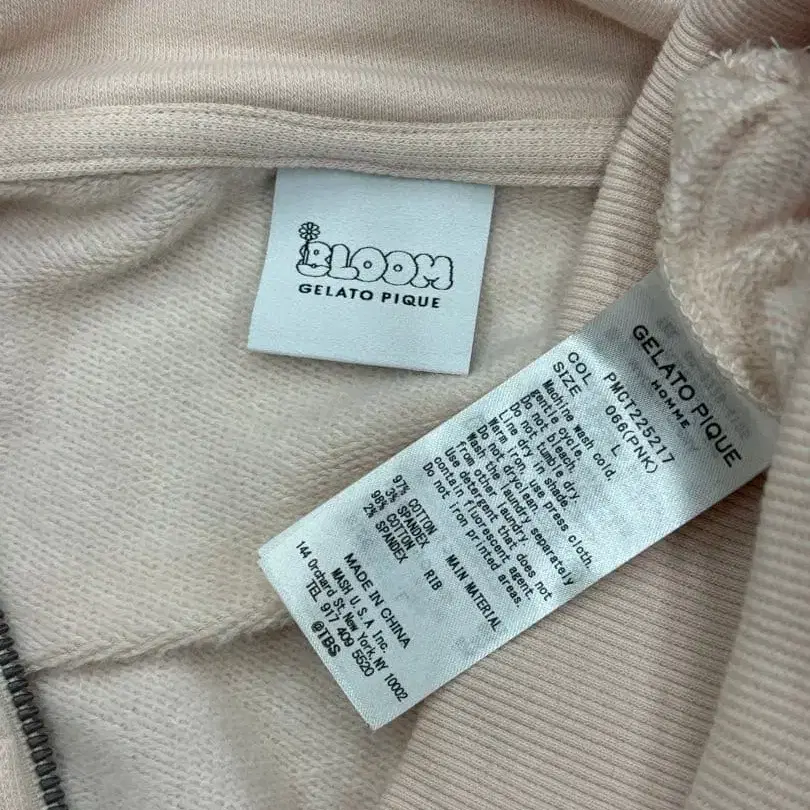 BLOOM
GELATO PIQUE
GELATO PIQUE
HOMME
PMCT225217
COL 066(PNK)
SIZE L
Machine wash cold,
gentle cycle.
Do not bleach.
Do not tumble dry.
Line dry in shade.
Warm iron, use press cloth.
Do not dryclean.
Wash the laundry separately
from other laundry.
Use detergent that does not
contain fluorescent agent.
Do not iron printed areas.
97% COTTON MAIN MATERIAL
3% SPANDEX
98% COTTON RIB
2% SPANDEX
MADE IN CHINA
MASH U.S.A Inc.
144 Orchard St, New York, NY 10002
TEL 917 409 5520
@TBS